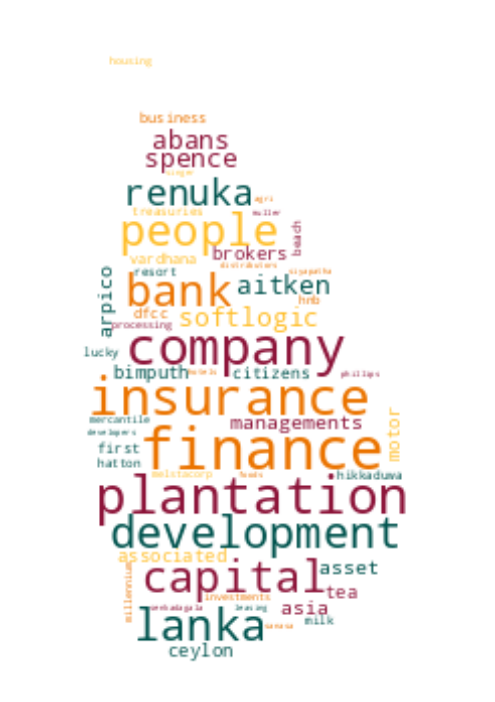 housing
business
abans
spence
singer
renuka
agri
treasuries
muller
people
beach
brokers
vardhana
distributors
resort
siyapatha
arpico
bank
aitken
hnb
dfcc
softlogic
processing
company
lucky
bimputh
hotels
citizens
phillips
insurance
mercantile
managements
motor
developers
finance
first
hatton
melstacorp
foods
hikkaduwa
plantation
development
associated
millennium
capital
asset
tea
investments
senkadagala
leasing
asia
lanka
milk
sanasa
ceylon